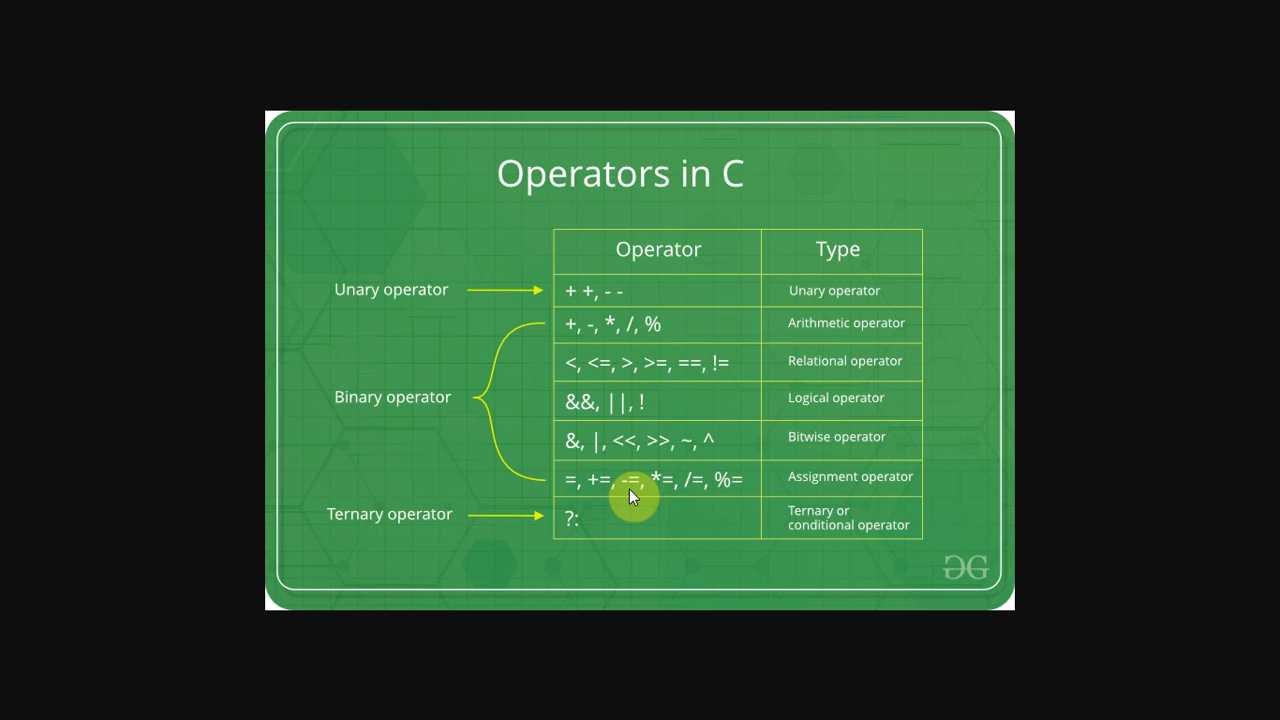 Operators in C
Operator Type
Unary operator + +, - - Unary operator
+, -, *, /, % Arithmetic operator
<, <=, >, >=, ==, != Relational operator
Binary operator &&, ||, ! Logical operator
&, |, <<, >>, ~, ^ Bitwise operator
=, +=, -=, *=, /=, %= Assignment operator
Ternary operator ?: Ternary or
conditional operator
GG